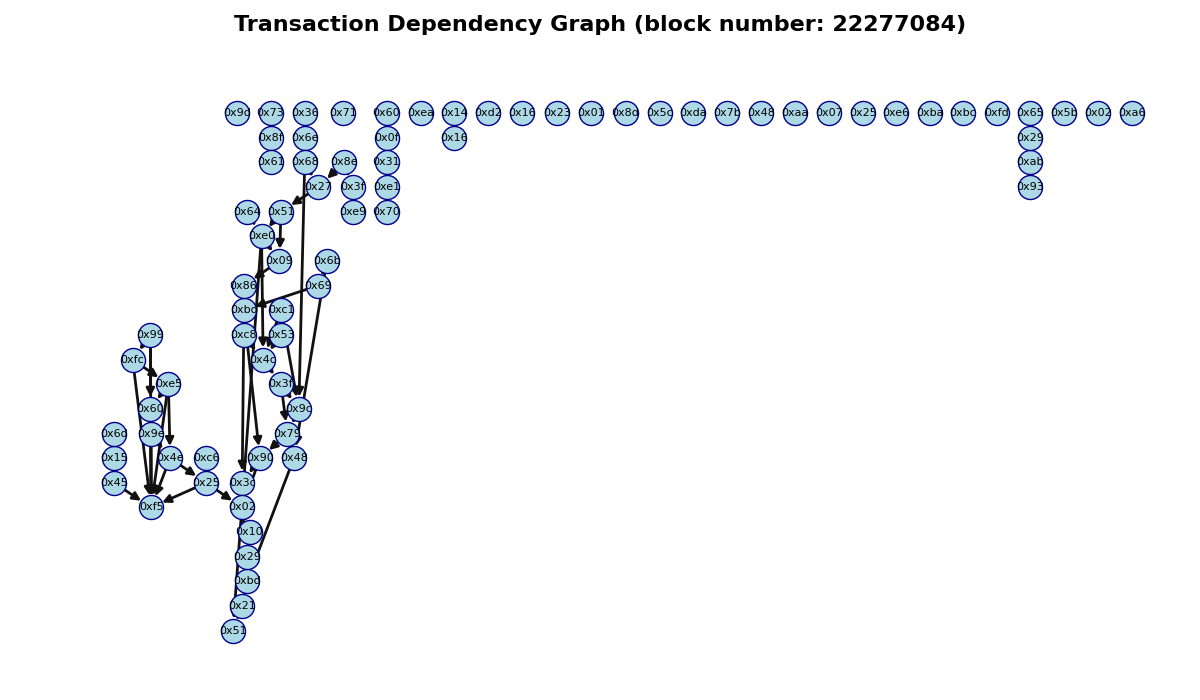 Transaction Dependency Graph (block number: 22277084)
0x9d 0x73 0x36 0x71 0x60 0xea 0x14 0xd2 0x16 0x23 0x01 0x8d 0x5c 0xda 0x7b 0x48 0xaa 0x07 0x25 0xe6 0xba 0xbc 0xfd 0x65 0x5b 0x02 0xa6
0x8f 0x6e 0x0f 0x16 0x29
0x61 0x68 0x8e 0x31 0xab
0x27 0x3f 0xe1 0x93
0x64 0x51 0xe9 0x70
0xe0
0x09 0x6b
0x86 0x69
0xbd 0xc1
0x99 0xc8 0x53
0xfc 0x4c
0xe5 0x3f
0x60 0x9c
0x6d 0x9e 0x79
0x15 0x4e 0xc6 0x90 0x48
0x45 0x25 0x3c
0xf5 0x02
0x10
0x29
0xbd
0x21
0x51